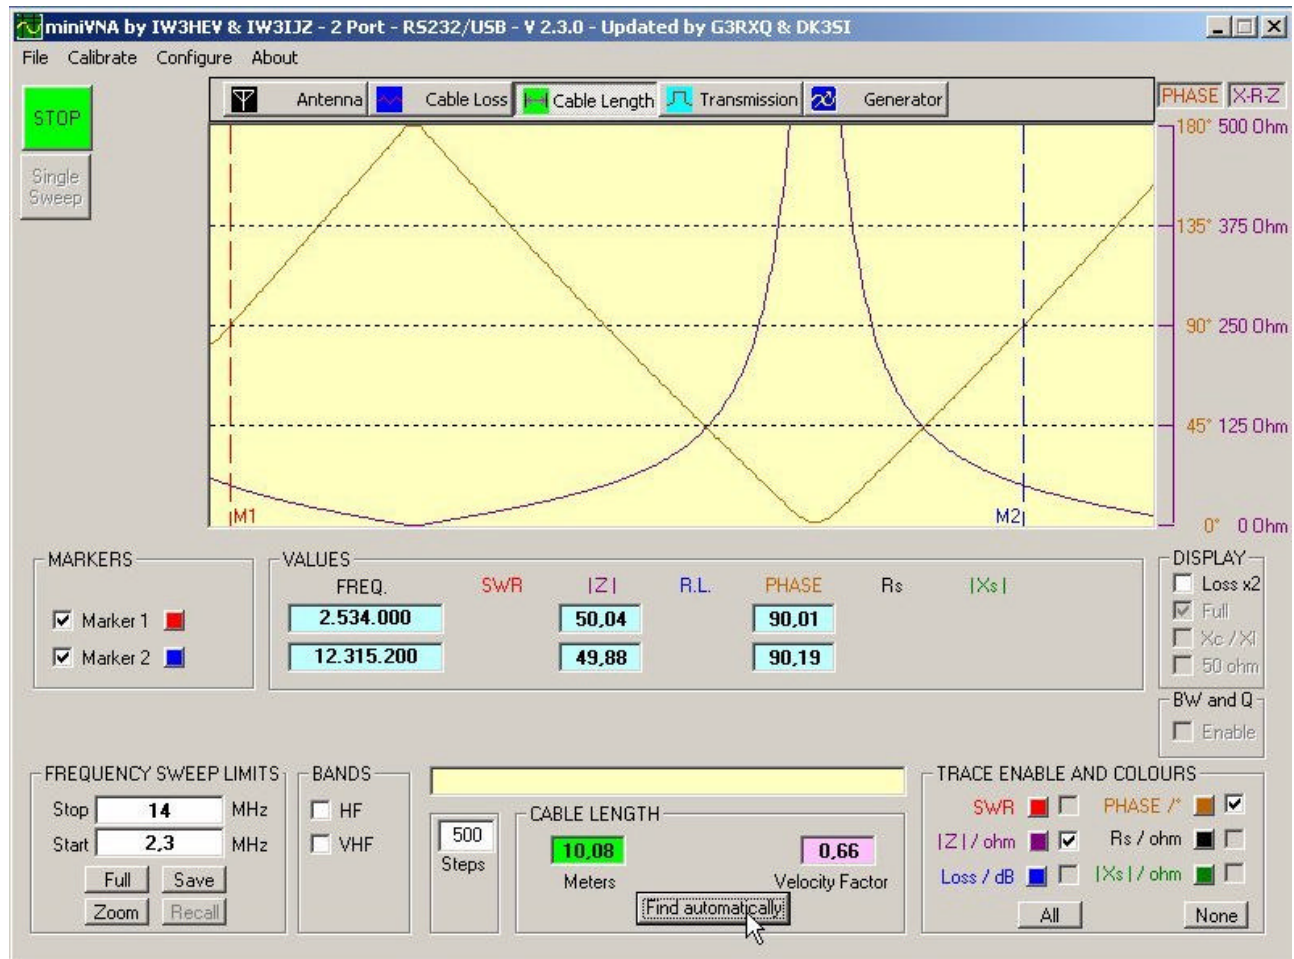 miniVNA by IW3HEV & IW3IJZ - 2 Port - RS232/USB - V 2.3.0 - Updated by G3RXQ & DK3SI
File Calibrate Configure About
STOP
Single
Sweep
Antenna Cable Loss Cable Length Transmission Generator
PHASE X-R-Z
180° 500 Ohm
135° 375 Ohm
90° 250 Ohm
45° 125 Ohm
0° 0 Ohm
M1 M2
MARKERS
Marker 1
Marker 2
VALUES
FREQ. SWR |Z| R.L. PHASE Rs |Xs|
2.534.000 50,04 90,01
12.315.200 49,88 90,19
DISPLAY
Loss x2
Full
Xc / Xl
50 ohm
BW and Q
Enable
FREQUENCY SWEEP LIMITS
Stop 14 MHz
Start 2,3 MHz
Full Save
Zoom Recall
BANDS
HF
VHF
500
Steps
CABLE LENGTH
10,08 0,66
Meters Velocity Factor
Find automatically
TRACE ENABLE AND COLOURS
SWR PHASE /°
|Z| / ohm Rs / ohm
Loss / dB |Xs| / ohm
All None